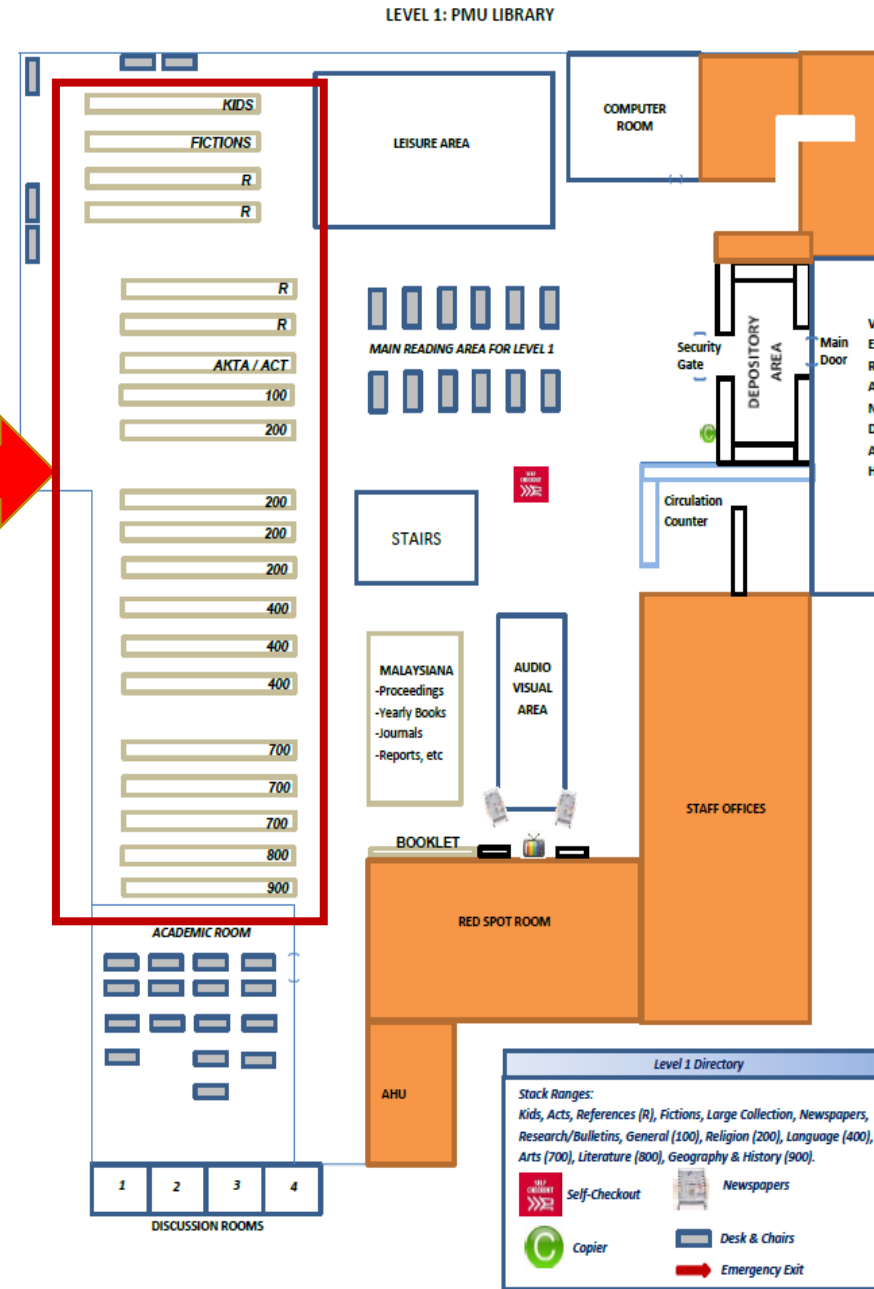 LEVEL 1: PMU LIBRARY
KIDS
FICTIONS
R
R
R
R
AKTA / ACT
100
200
200
200
200
400
400
400
700
700
700
800
900
LEISURE AREA
COMPUTER
ROOM
MAIN READING AREA FOR LEVEL 1
Security
Gate
DEPOSITORY
AREA
Main
Door
V
E
R
A
N
D
A
H
C
SELF
CHECKOUT
Circulation
Counter
STAIRS
MALAYSIANA
-Proceedings
-Yearly Books
-Journals
-Reports, etc
AUDIO
VISUAL
AREA
STAFF OFFICES
BOOKLET
RED SPOT ROOM
ACADEMIC ROOM
AHU
1 2 3 4
DISCUSSION ROOMS
Level 1 Directory
Stack Ranges:
Kids, Acts, References (R), Fictions, Large Collection, Newspapers,
Research/Bulletins, General (100), Religion (200), Language (400),
Arts (700), Literature (800), Geography & History (900).
SELF
CHECKOUT
Self-Checkout
Newspapers
C
Copier
Desk & Chairs
Emergency Exit